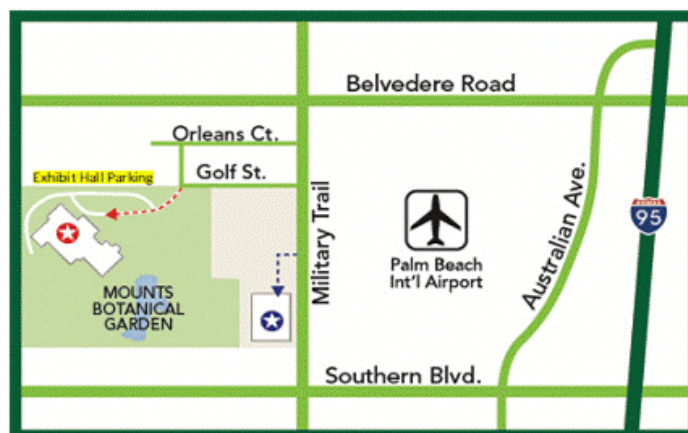 Belvedere Road
Orleans Ct.
Exhibit Hall Parking
Golf St.
Military Trail
Australian Ave.
95
Palm Beach
Int'l Airport
MOUNTS
BOTANICAL
GARDEN
Southern Blvd.